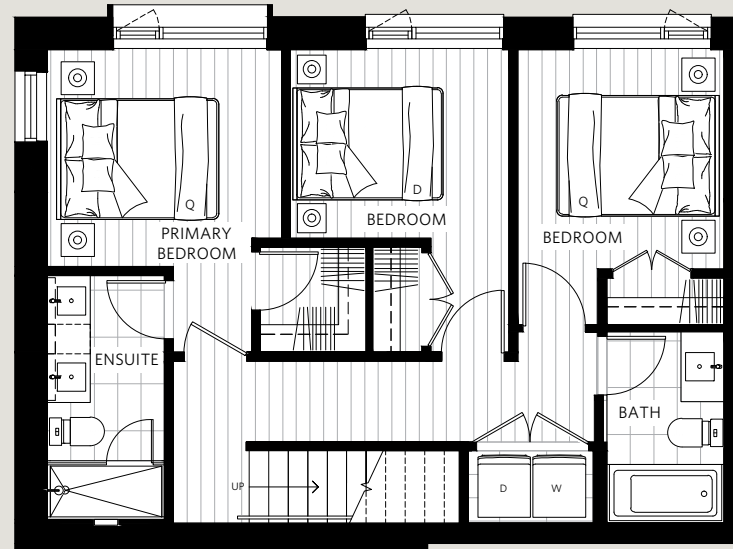 Q
PRIMARY
BEDROOM
D
BEDROOM
Q
BEDROOM
ENSUITE
BATH
UP
D
W